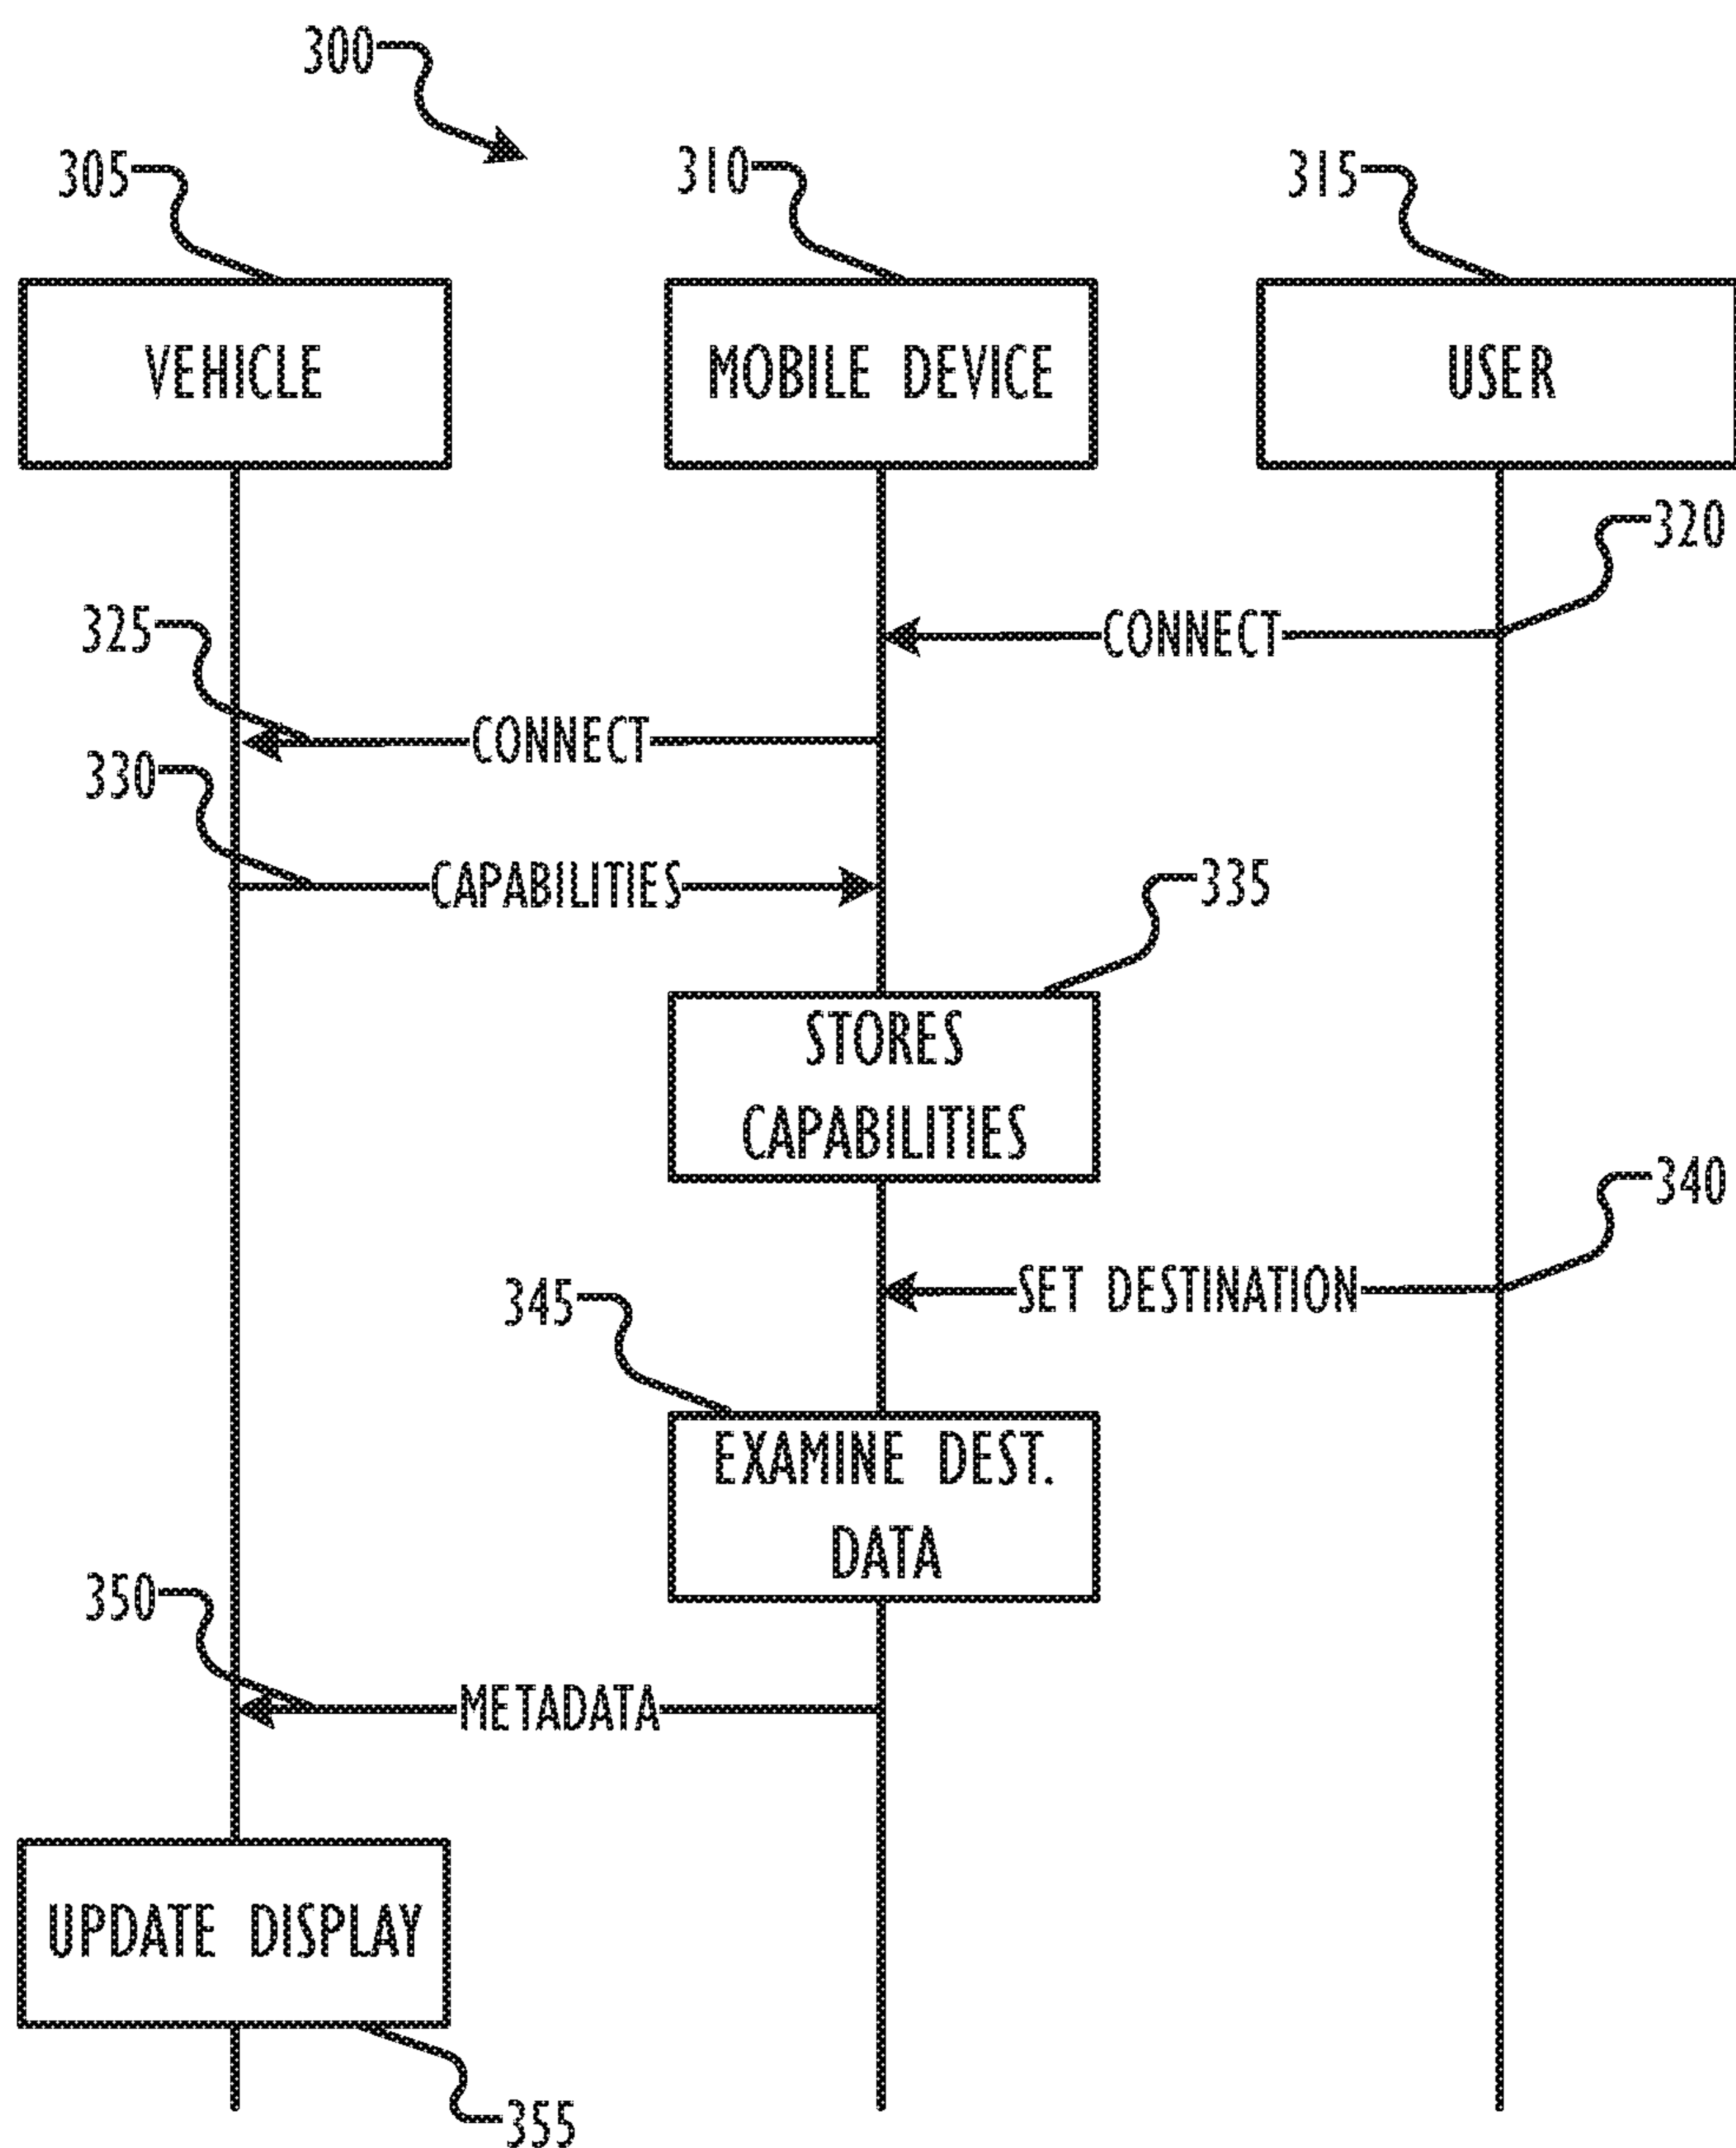 300
305
310
315
VEHICLE
MOBILE DEVICE
USER
320
CONNECT
325
CONNECT
330
CAPABILITIES
335
STORES
CAPABILITIES
340
SET DESTINATION
345
EXAMINE DEST.
DATA
350
METADATA
UPDATE DISPLAY
355